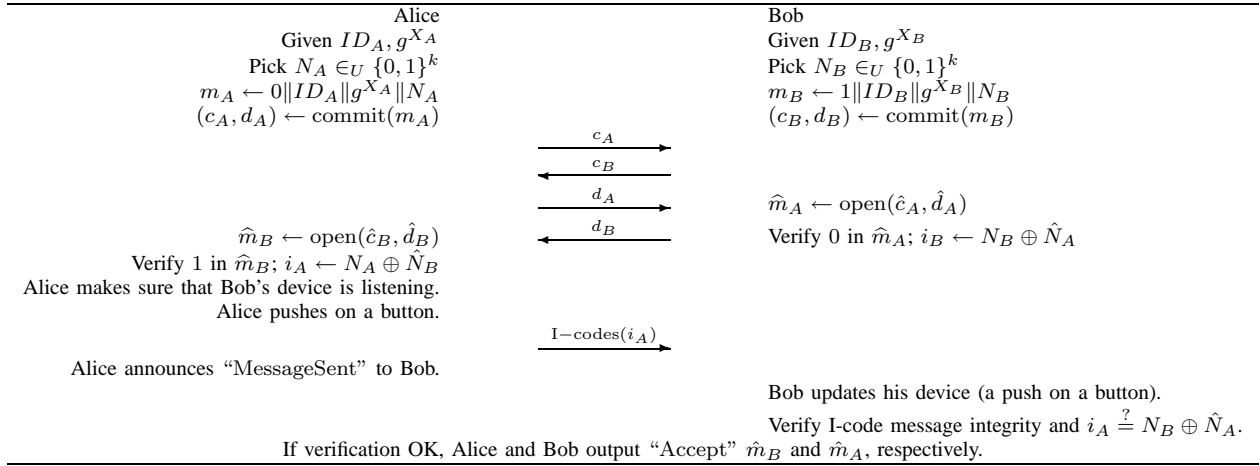 Alice Bob
Given ID_A, g^{X_A} Given ID_B, g^{X_B}
Pick N_A ∈_U {0, 1}^k Pick N_B ∈_U {0, 1}^k
m_A ← 0‖ID_A‖g^{X_A}‖N_A m_B ← 1‖ID_B‖g^{X_B}‖N_B
(c_A, d_A) ← commit(m_A) (c_B, d_B) ← commit(m_B)
c_A
c_B
d_A
m̂_A ← open(ĉ_A, d̂_A)
d_B
m̂_B ← open(ĉ_B, d̂_B) Verify 0 in m̂_A; i_B ← N_B ⊕ N̂_A
Verify 1 in m̂_B; i_A ← N_A ⊕ N̂_B
Alice makes sure that Bob's device is listening.
Alice pushes on a button.
I−codes(i_A)
Alice announces “MessageSent” to Bob.
Bob updates his device (a push on a button).
Verify I-code message integrity and i_A ≟ N_B ⊕ N̂_A.
If verification OK, Alice and Bob output “Accept” m̂_B and m̂_A, respectively.